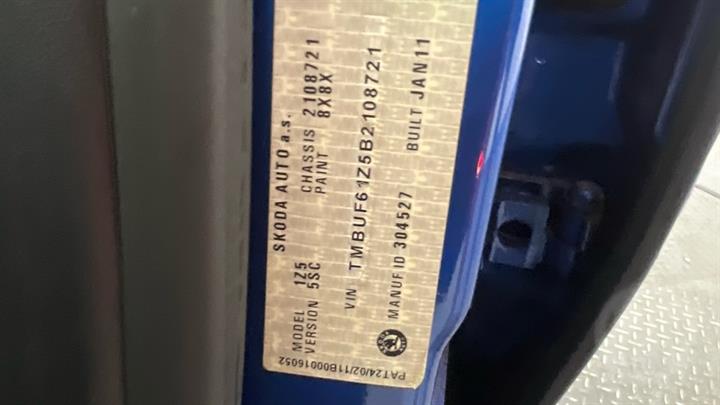 SKODA AUTO a.s.
MODEL 1Z5 CHASSIS 2108721
VERSION 5SC PAINT 8X8X
VIN TMBUF61Z5B2108721
MANUF ID 304527 BUILT JAN11
PAT24/02/11B00016052